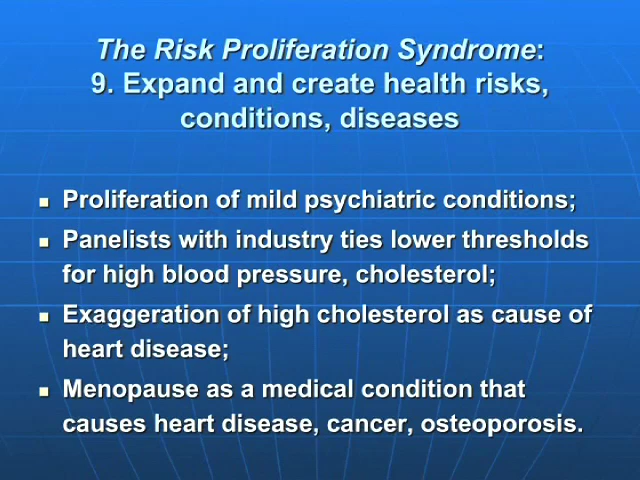 The Risk Proliferation Syndrome:
9. Expand and create health risks,
conditions, diseases
Proliferation of mild psychiatric conditions;
Panelists with industry ties lower thresholds
for high blood pressure, cholesterol;
Exaggeration of high cholesterol as cause of
heart disease;
Menopause as a medical condition that
causes heart disease, cancer, osteoporosis.